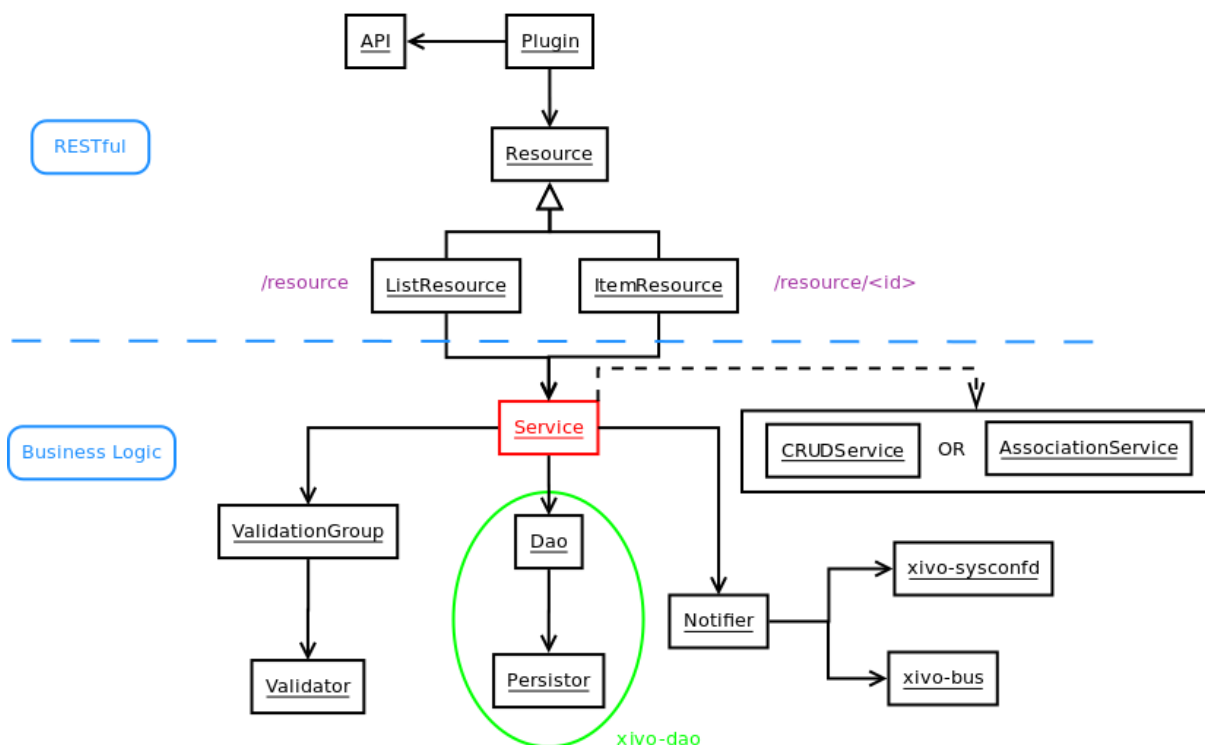 API
Plugin
RESTful
Resource
/resource
ListResource
ItemResource
/resource/<id>
Service
Business Logic
CRUDService
OR
AssociationService
ValidationGroup
Dao
xivo-sysconfd
Notifier
Validator
Persistor
xivo-bus
xivo-dao